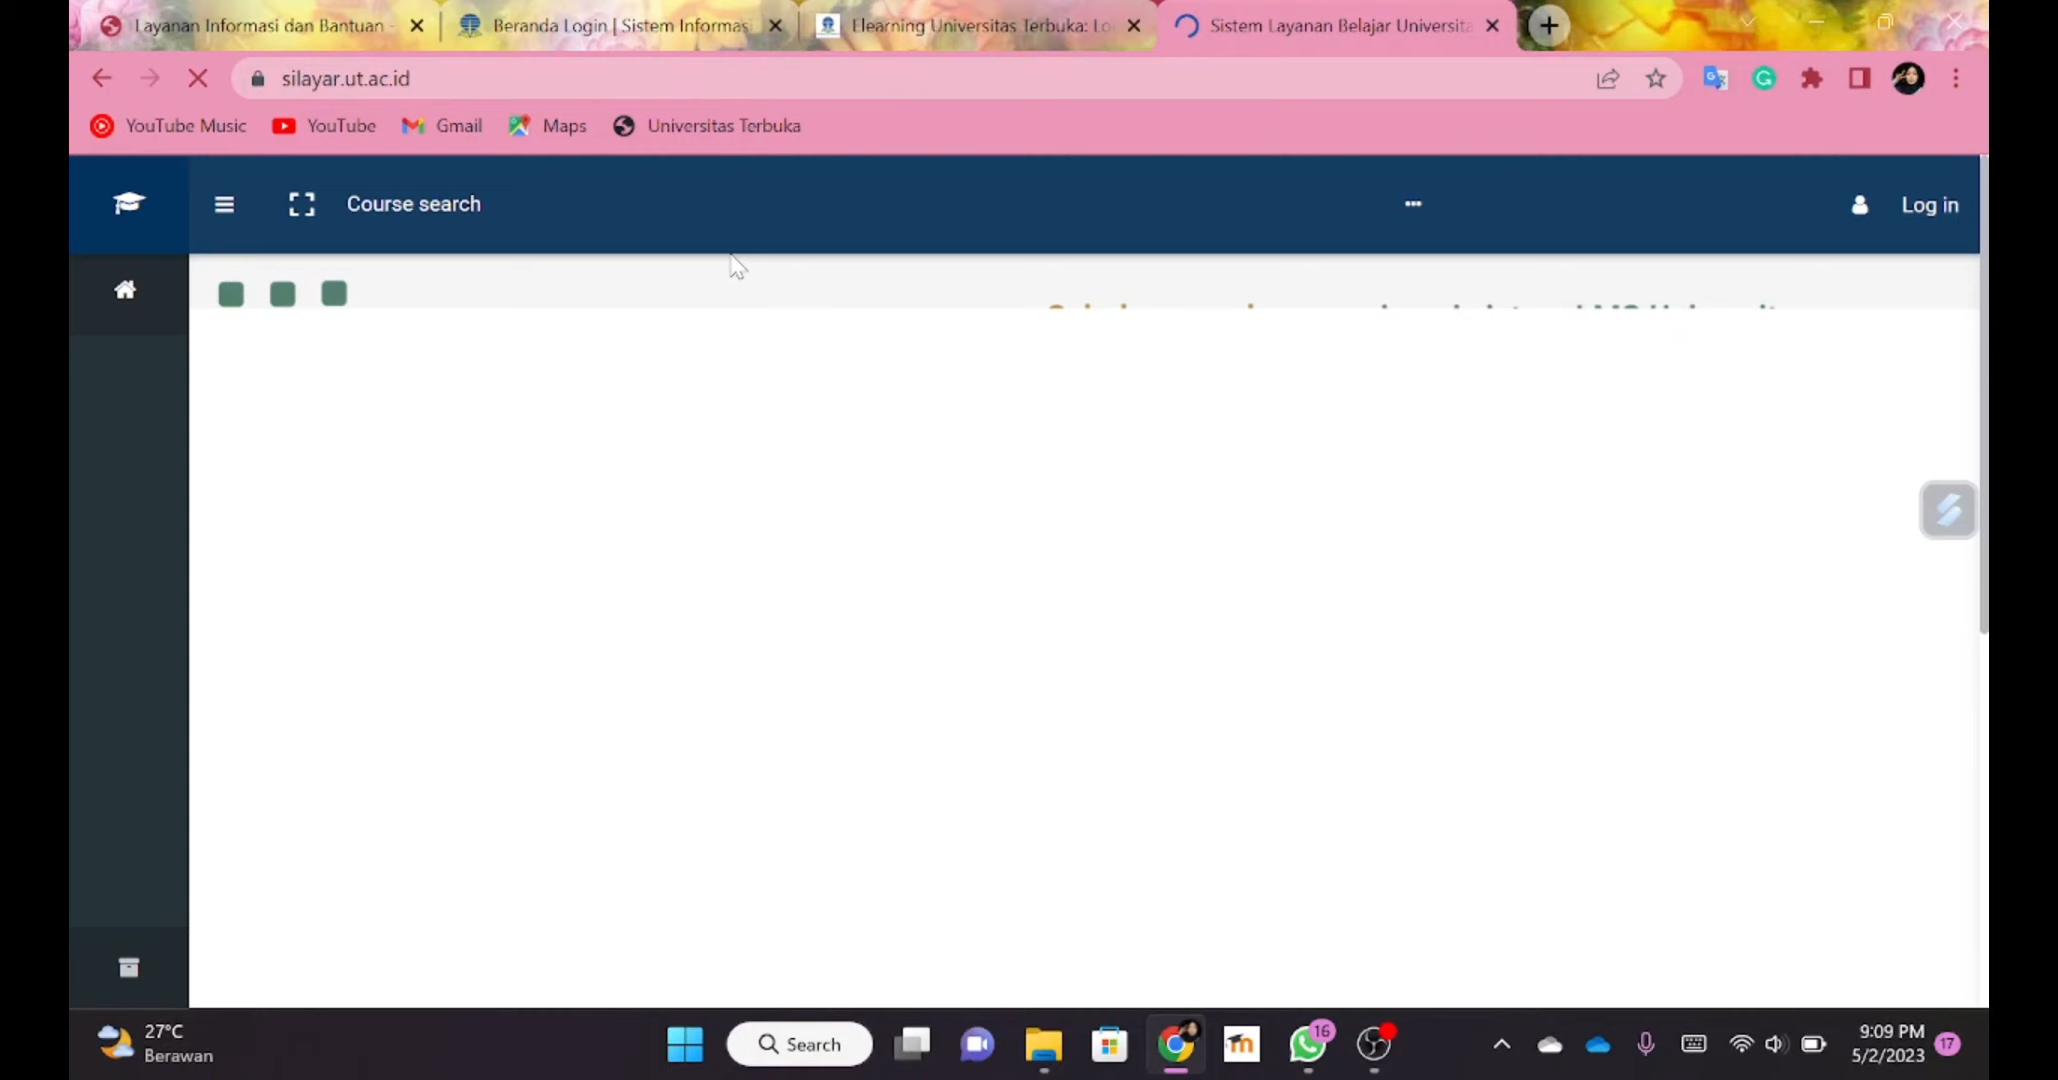 Layanan Informasi dan Bantuan -
Beranda Login | Sistem Informas
Elearning Universitas Terbuka: Lo
Sistem Layanan Belajar Universita
silayar.ut.ac.id
YouTube Music
YouTube
Gmail
Maps
Universitas Terbuka
Course search
Log in
27°C
Berawan
Search
16
9:09 PM
5/2/2023
17